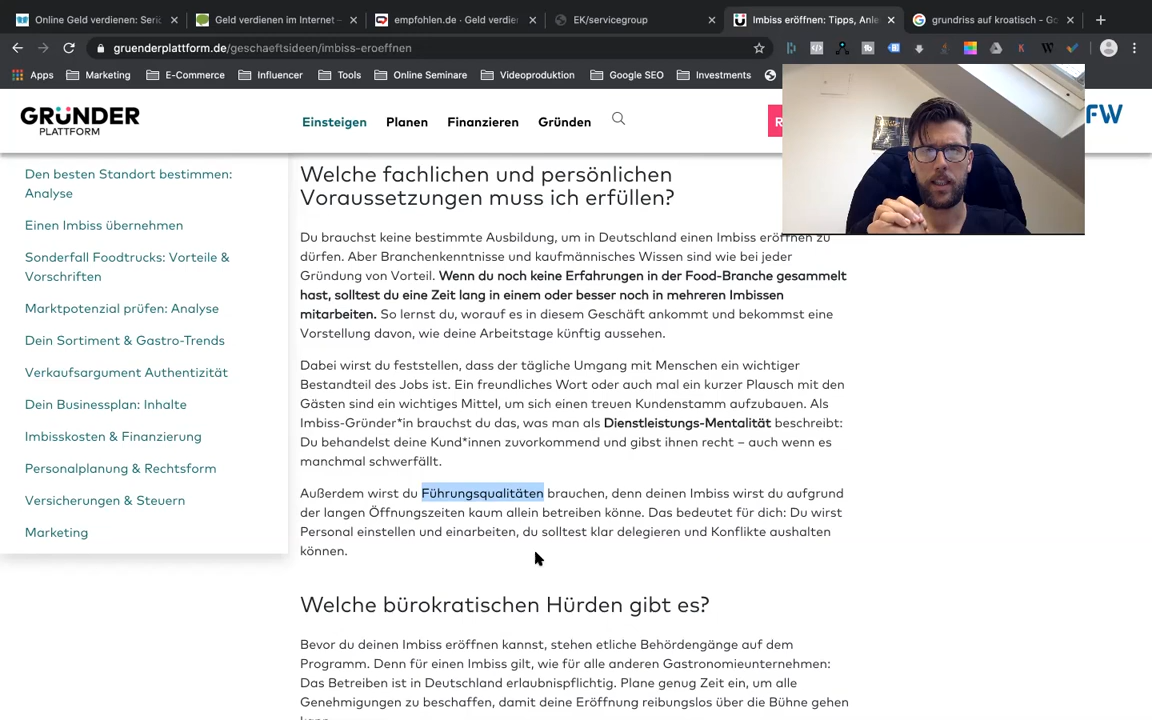 Online Geld verdienen: Seri
Geld verdienen im Internet –
empfohlen.de · Geld verdie
EK/servicegroup
Imbiss eröffnen: Tipps, Anle
grundriss auf kroatisch - Go
gruenderplattform.de/geschaeftsideen/imbiss-eroeffnen
Apps
Marketing
E-Commerce
Influencer
Tools
Online Seminare
Videoproduktion
Google SEO
Investments
GRÜNDER
PLATTFORM
Einsteigen
Planen
Finanzieren
Gründen
FW
Den besten Standort bestimmen:
Analyse
Einen Imbiss übernehmen
Sonderfall Foodtrucks: Vorteile &
Vorschriften
Marktpotenzial prüfen: Analyse
Dein Sortiment & Gastro-Trends
Verkaufsargument Authentizität
Dein Businessplan: Inhalte
Imbisskosten & Finanzierung
Personalplanung & Rechtsform
Versicherungen & Steuern
Marketing
Welche fachlichen und persönlichen
Voraussetzungen muss ich erfüllen?
Du brauchst keine bestimmte Ausbildung, um in Deutschland einen Imbiss eröffnen zu
dürfen. Aber Branchenkenntnisse und kaufmännisches Wissen sind wie bei jeder
Gründung von Vorteil. Wenn du noch keine Erfahrungen in der Food-Branche gesammelt
hast, solltest du eine Zeit lang in einem oder besser noch in mehreren Imbissen
mitarbeiten. So lernst du, worauf es in diesem Geschäft ankommt und bekommst eine
Vorstellung davon, wie deine Arbeitstage künftig aussehen.
Dabei wirst du feststellen, dass der tägliche Umgang mit Menschen ein wichtiger
Bestandteil des Jobs ist. Ein freundliches Wort oder auch mal ein kurzer Plausch mit den
Gästen sind ein wichtiges Mittel, um sich einen treuen Kundenstamm aufzubauen. Als
Imbiss-Gründer*in brauchst du das, was man als Dienstleistungs-Mentalität beschreibt:
Du behandelst deine Kund*innen zuvorkommend und gibst ihnen recht – auch wenn es
manchmal schwerfällt.
Außerdem wirst du Führungsqualitäten brauchen, denn deinen Imbiss wirst du aufgrund
der langen Öffnungszeiten kaum allein betreiben könne. Das bedeutet für dich: Du wirst
Personal einstellen und einarbeiten, du solltest klar delegieren und Konflikte aushalten
können.
Welche bürokratischen Hürden gibt es?
Bevor du deinen Imbiss eröffnen kannst, stehen etliche Behördengänge auf dem
Programm. Denn für einen Imbiss gilt, wie für alle anderen Gastronomieunternehmen:
Das Betreiben ist in Deutschland erlaubnispflichtig. Plane genug Zeit ein, um alle
Genehmigungen zu beschaffen, damit deine Eröffnung reibungslos über die Bühne gehen